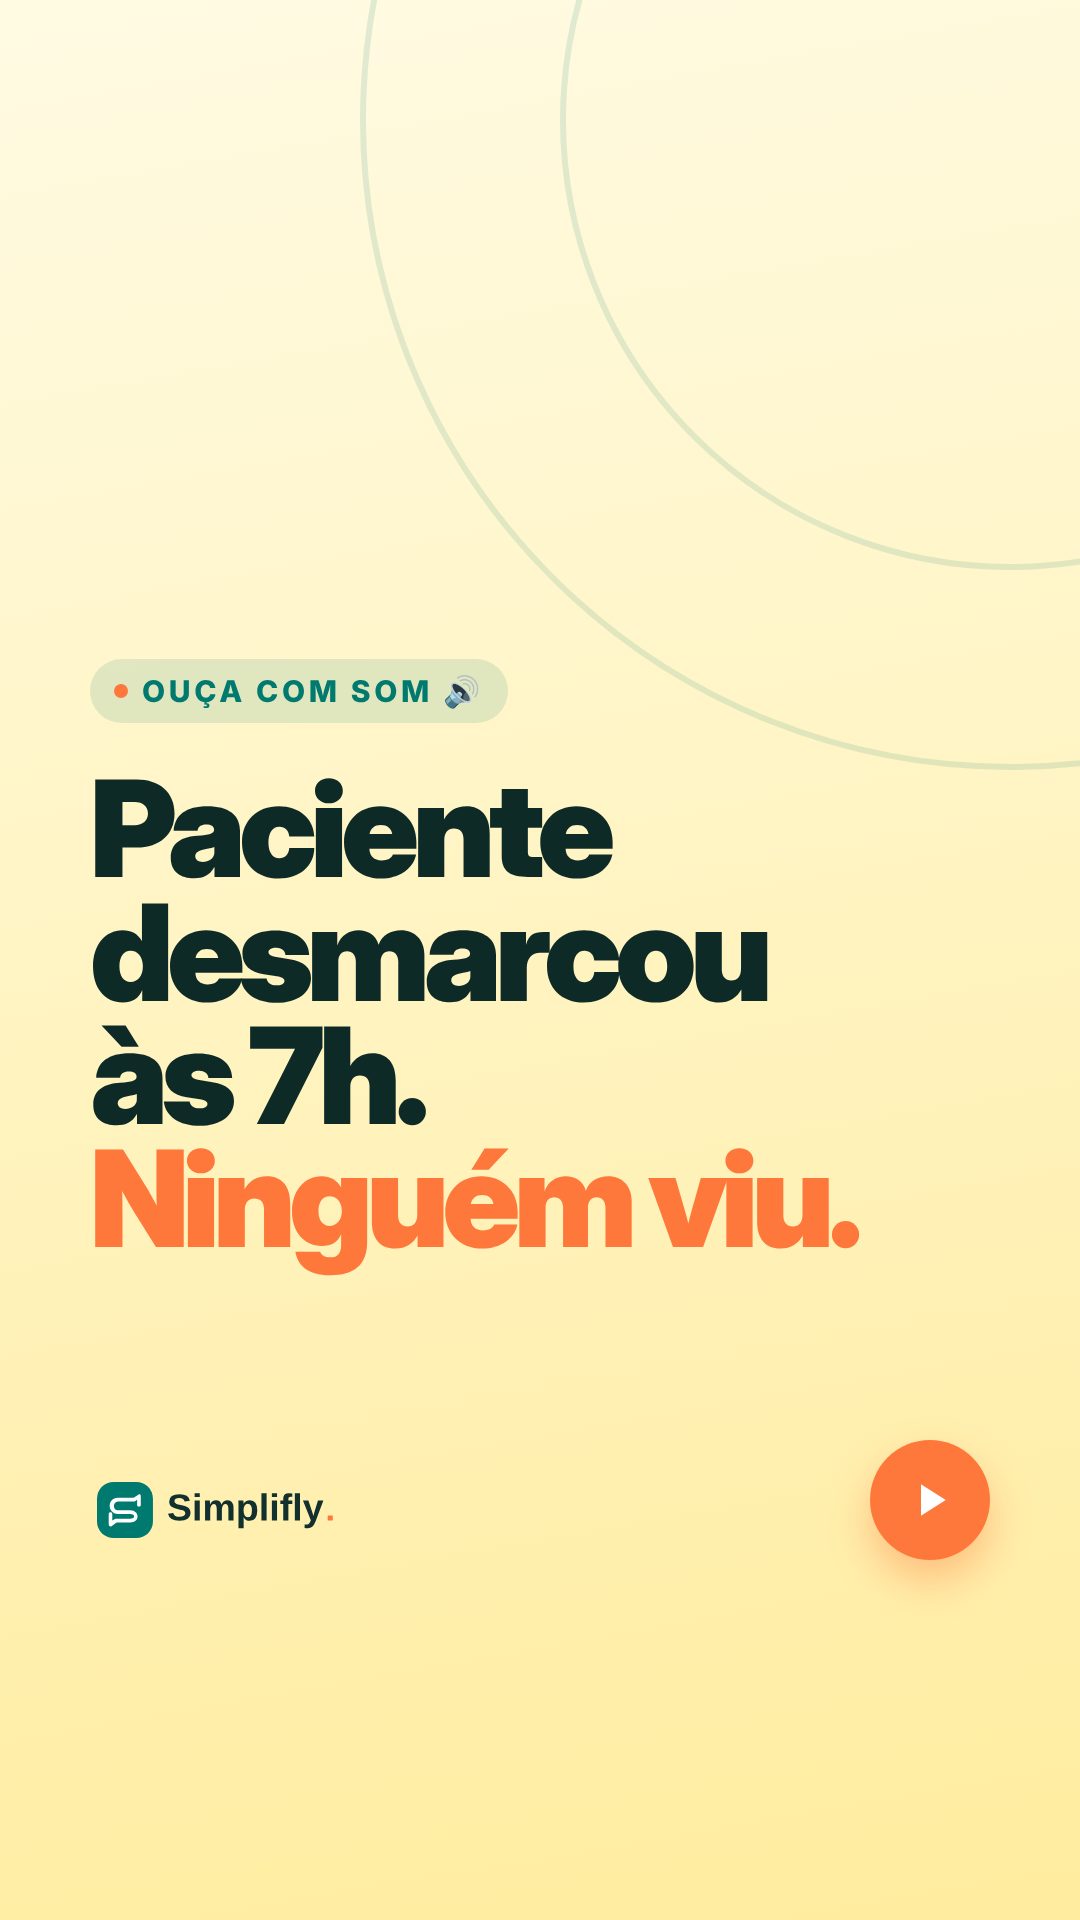 OUÇA COM SOM 🔊
Paciente
desmarcou
às 7h.
Ninguém viu.
Simplifly.